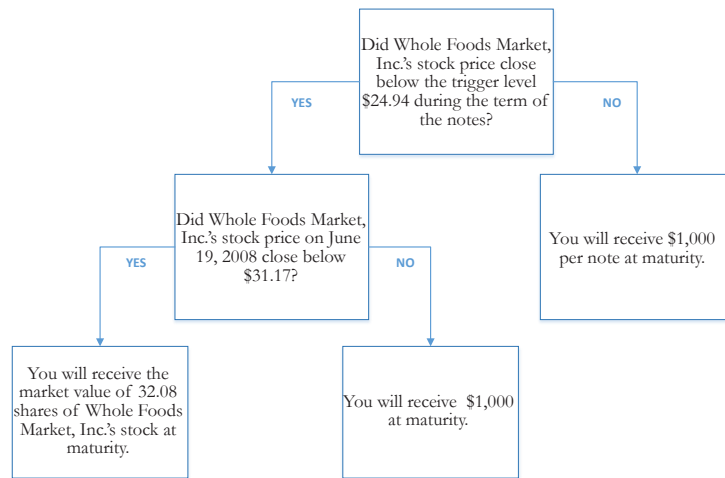 Did Whole Foods Market,
Inc.'s stock price close
below the trigger level
$24.94 during the term of
the notes?
YES
NO
Did Whole Foods Market,
Inc.'s stock price on June
19, 2008 close below
$31.17?
You will receive $1,000
per note at maturity.
YES
NO
You will receive the
market value of 32.08
shares of Whole Foods
Market, Inc.'s stock at
maturity.
You will receive  $1,000
at maturity.